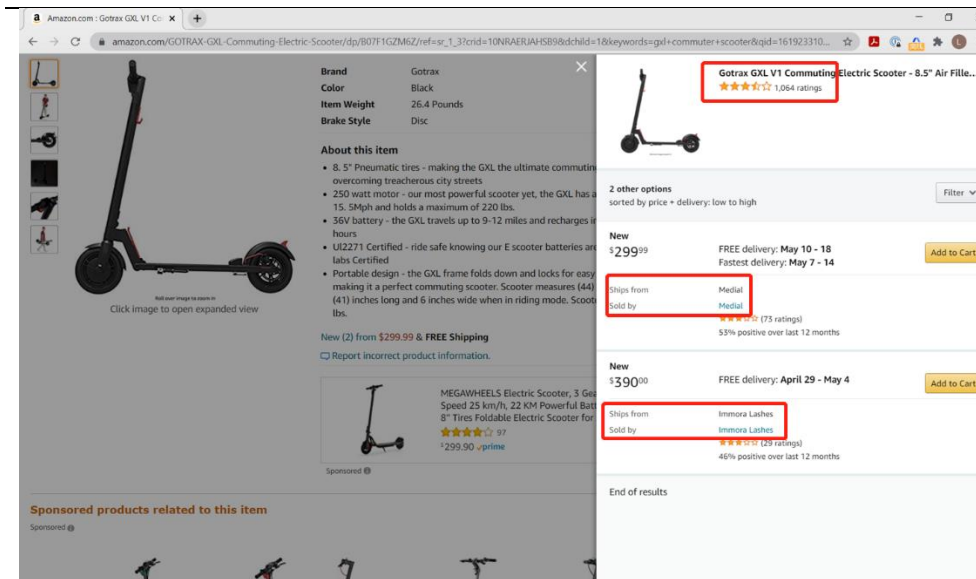 Amazon.com : Gotrax GXL V1 Co
amazon.com/GOTRAX-GXL-Commuting-Electric-Scooter/dp/B07F1GZM6Z/ref=sr_1_3?crid=10NRAERJAHSB9&dchild=1&keywords=gxl+commuter+scooter&qid=161923310...
Roll over image to zoom in
Click image to open expanded view
Brand Gotrax
Color Black
Item Weight 26.4 Pounds
Brake Style Disc
About this item
• 8. 5" Pneumatic tires - making the GXL the ultimate commutin
overcoming treacherous city streets
• 250 watt motor - our most powerful scooter yet, the GXL has a
15. 5Mph and holds a maximum of 220 lbs.
• 36V battery - the GXL travels up to 9-12 miles and recharges in
hours
• Ul2271 Certified - ride safe knowing our E scooter batteries are
labs Certified
• Portable design - the GXL frame folds down and locks for easy
making it a perfect commuting scooter. Scooter measures (44)
(41) inches long and 6 inches wide when in riding mode. Scoot
lbs.
New (2) from $299.99 & FREE Shipping
Report incorrect product information.
MEGAWHEELS Electric Scooter, 3 Gea
Speed 25 km/h, 22 KM Powerful Batt
8" Tires Foldable Electric Scooter for
97
$299.90 prime
Sponsored
Sponsored products related to this item
Sponsored
Gotrax GXL V1 Commuting Electric Scooter - 8.5" Air Fille...
1,064 ratings
2 other options
sorted by price + delivery: low to high
Filter
New
$299⁹⁹
FREE delivery: May 10 - 18
Fastest delivery: May 7 - 14
Add to Cart
Ships from Medial
Sold by Medial
(73 ratings)
53% positive over last 12 months
New
$390⁰⁰
FREE delivery: April 29 - May 4
Add to Cart
Ships from Immora Lashes
Sold by Immora Lashes
(29 ratings)
46% positive over last 12 months
End of results